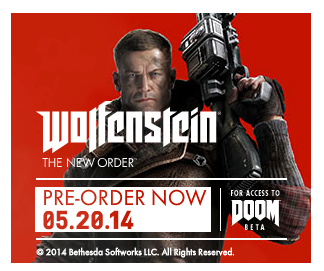 Wolfenstein®
THE NEW ORDER™
PRE-ORDER NOW
05.20.14
FOR ACCESS TO
DOOM
BETA
© 2014 Bethesda Softworks LLC. All Rights Reserved.